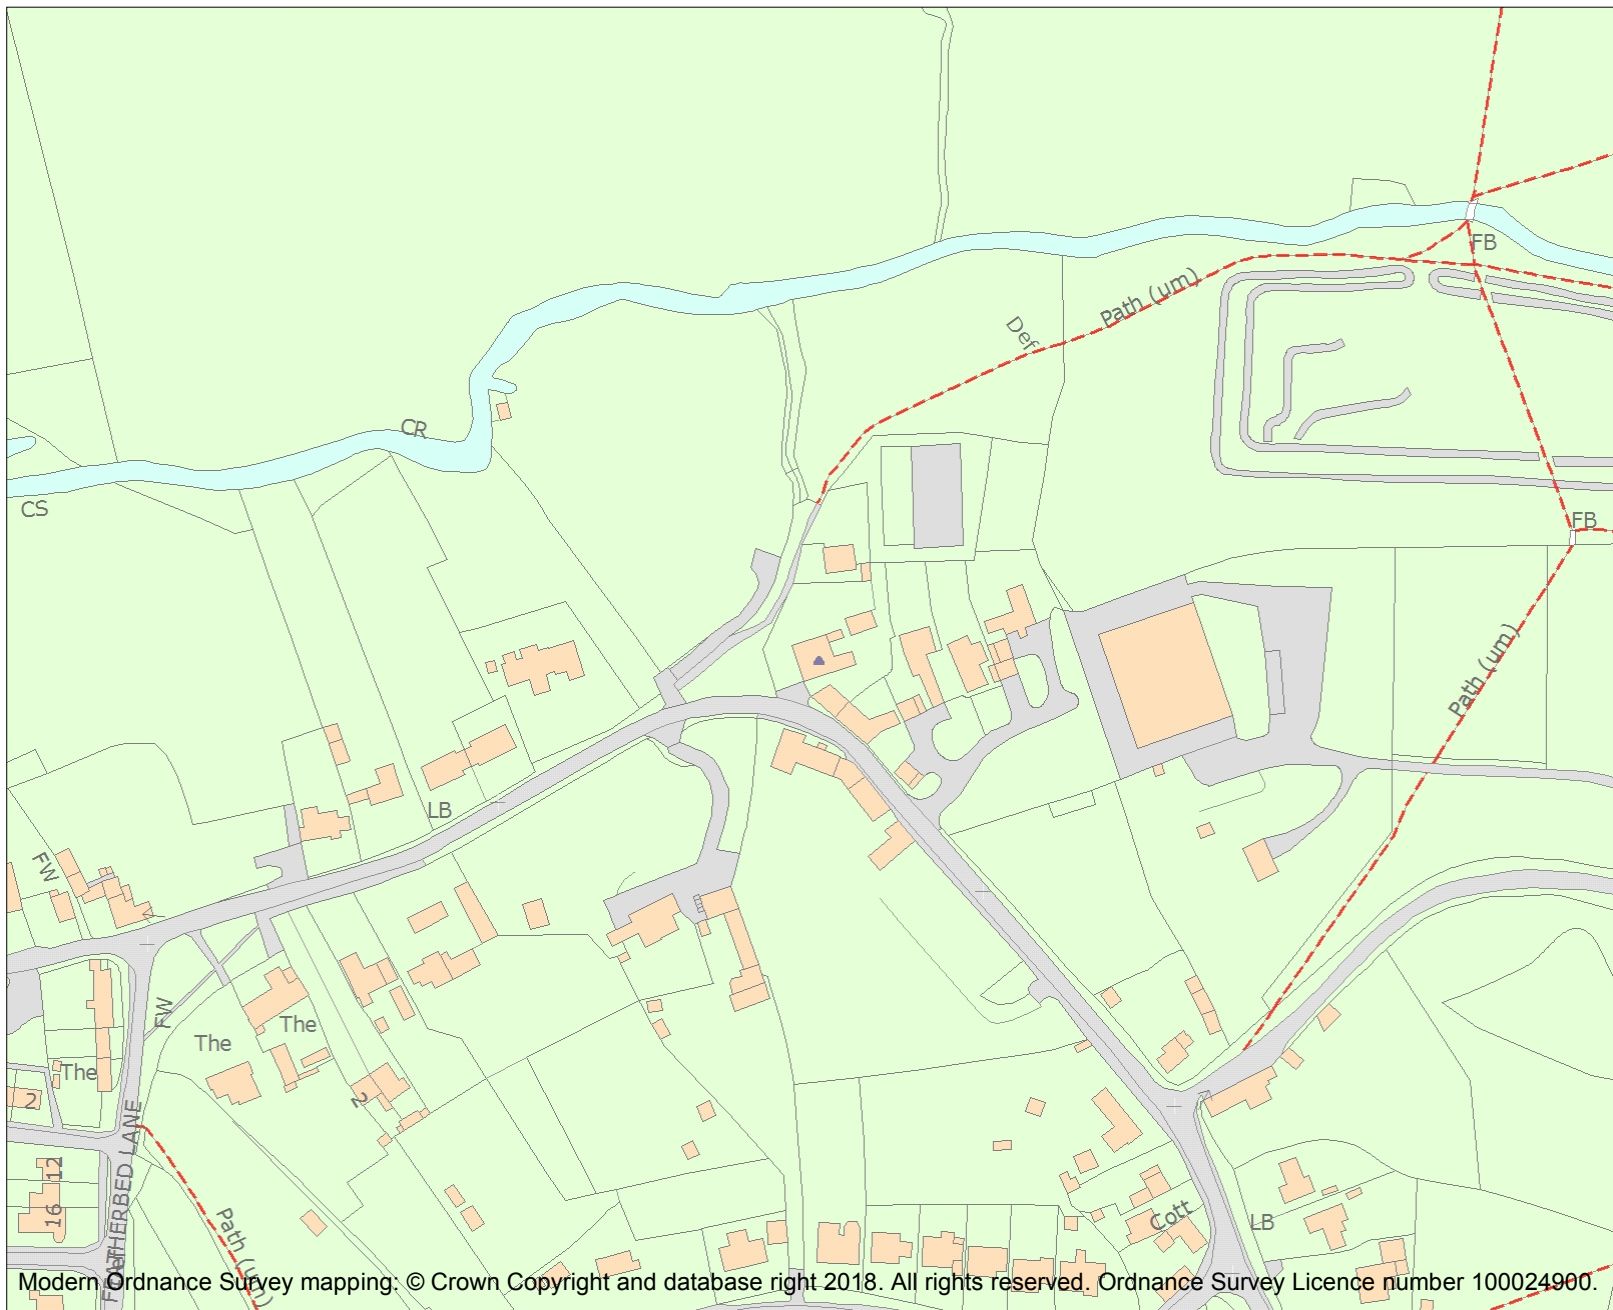 FB
Path (um)
Def
CR
CS
FB
Path (um)
LB
FW
FW
The
The
The
2
2
FEATHERBED LANE
12
16
Path (um)
Cott
LB
Modern Ordnance Survey mapping: © Crown Copyright and database right 2018. All rights reserved. Ordnance Survey Licence number 100024900.